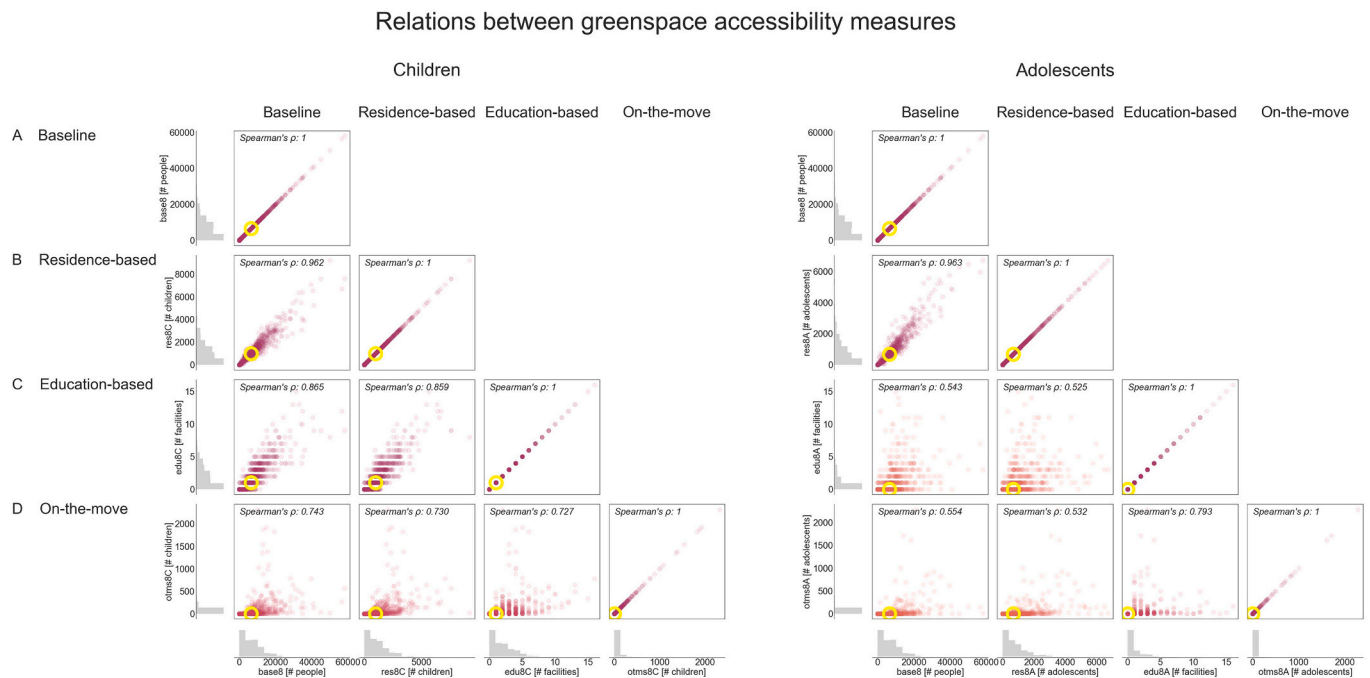 Relations between greenspace accessibility measures
Children Adolescents
Baseline Residence-based Education-based On-the-move Baseline Residence-based Education-based On-the-move
A Baseline
60000
40000
20000
0
base8 [# people]
Spearman's ρ: 1
60000
40000
20000
0
base8 [# people]
Spearman's ρ: 1
B Residence-based
8000
6000
4000
2000
0
res8C [# children]
Spearman's ρ: 0.962
Spearman's ρ: 1
6000
4000
2000
0
res8A [# adolescents]
Spearman's ρ: 0.963
Spearman's ρ: 1
C Education-based
15
10
5
0
edu8C [# facilities]
Spearman's ρ: 0.865
Spearman's ρ: 0.859
Spearman's ρ: 1
15
10
5
0
edu8A [# facilities]
Spearman's ρ: 0.543
Spearman's ρ: 0.525
Spearman's ρ: 1
D On-the-move
2000
1500
1000
500
0
otms8C [# children]
Spearman's ρ: 0.743
Spearman's ρ: 0.730
Spearman's ρ: 0.727
Spearman's ρ: 1
2000
1500
1000
500
0
otms8A [# adolescents]
Spearman's ρ: 0.554
Spearman's ρ: 0.532
Spearman's ρ: 0.793
Spearman's ρ: 1
0 20000 40000 60000 0 5000 0 5 10 15 0 1000 2000
base8 [# people] res8C [# children] edu8C [# facilities] otms8C [# children]
0 20000 40000 60000 0 2000 4000 6000 0 5 10 15 0 1000 2000
base8 [# people] res8A [# adolescents] edu8A [# facilities] otms8A [# adolescents]